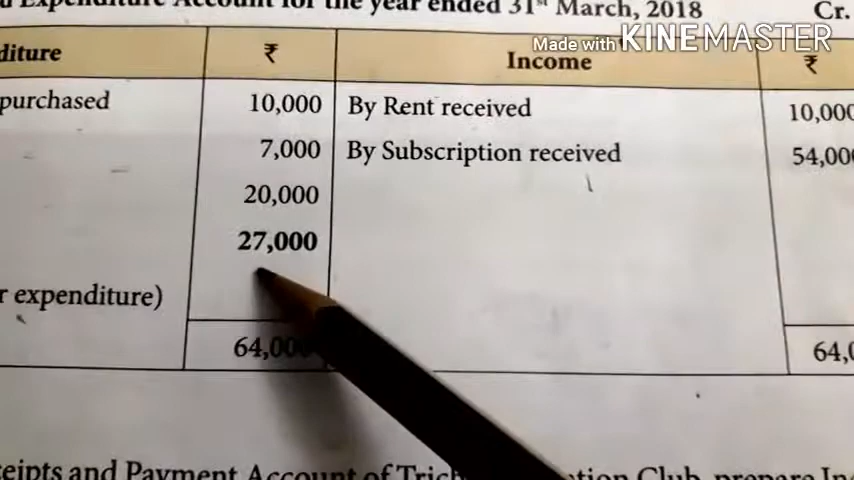 Expenditure Account for the year ended 31st March, 2018 Cr.
Made with KINEMASTER
diture ₹ Income ₹
purchased 10,000 By Rent received 10,000
7,000 By Subscription received 54,00
20,000
27,000
r expenditure)
64,00 64,0
eipts and Payment Account of Trich tion Club, prepare In